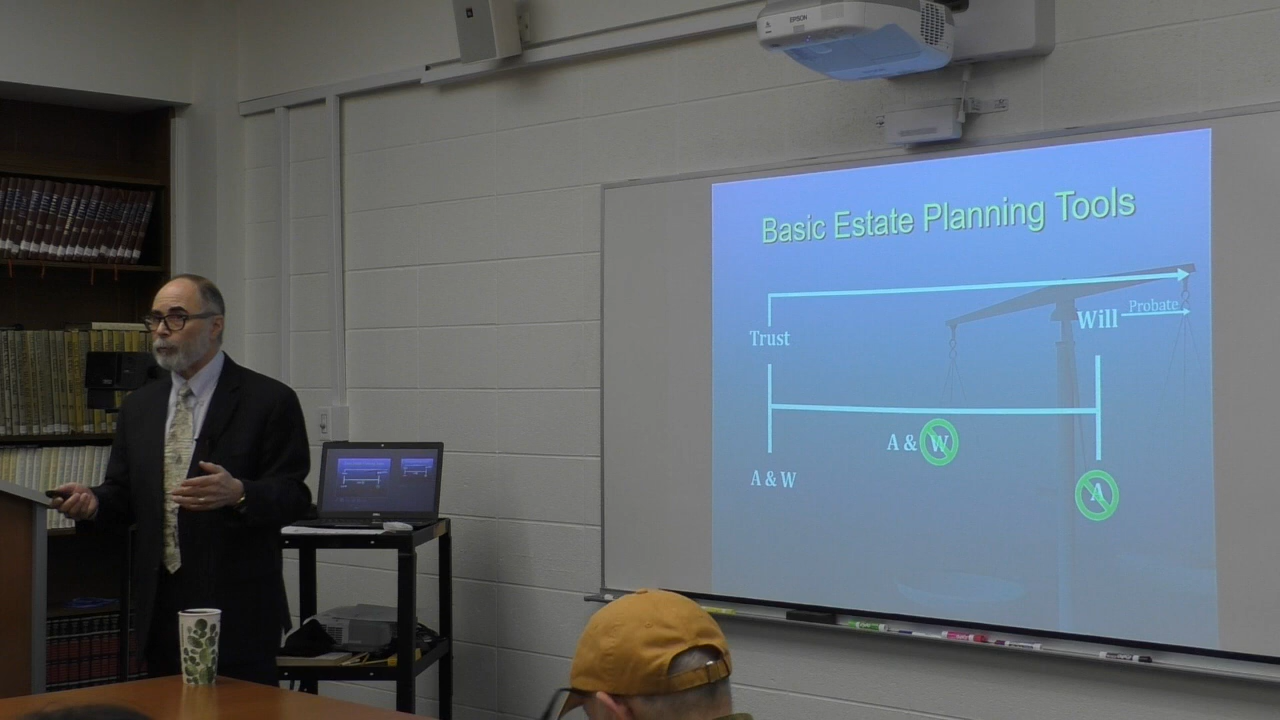 EPSON
Basic Estate Planning Tools
Trust
Will
Probate
A & W
A & W
A